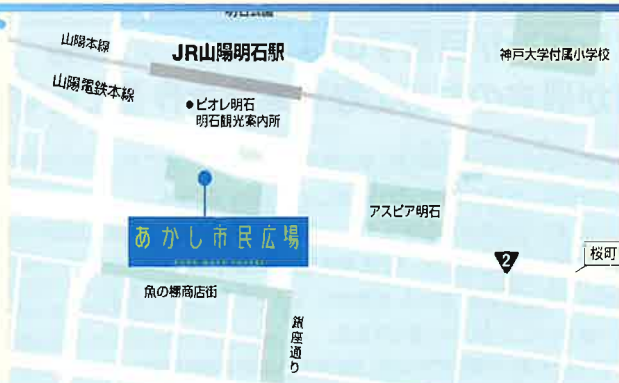 山陽本線
JR山陽明石駅
神戸大学付属小学校
山陽電鉄本線
●ピオレ明石
明石観光案内所
アスピア明石
あかし市民広場
2
桜町
魚の棚商店街
銀座通り